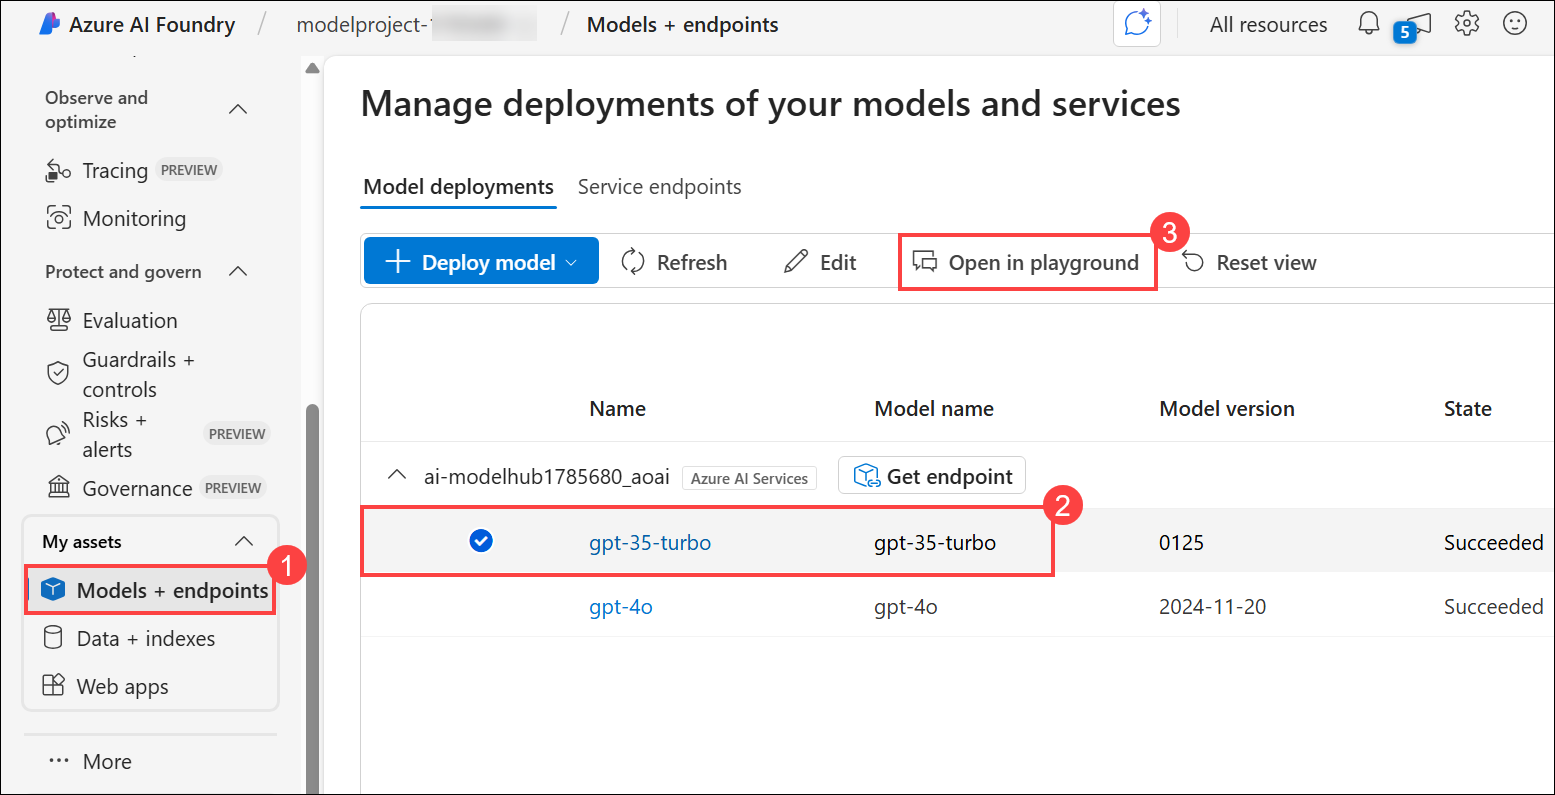 Azure AI Foundry / modelproject- / Models + endpoints All resources 5
Observe and
optimize
Tracing PREVIEW
Monitoring
Protect and govern
Evaluation
Guardrails +
controls
Risks +
alerts PREVIEW
Governance PREVIEW
My assets
1
Models + endpoints
Data + indexes
Web apps
··· More
Manage deployments of your models and services
Model deployments Service endpoints
3
Deploy model Refresh Edit Open in playground Reset view
Name Model name Model version State
ai-modelhub1785680_aoai Azure AI Services Get endpoint
2
gpt-35-turbo gpt-35-turbo 0125 Succeeded
gpt-4o gpt-4o 2024-11-20 Succeeded